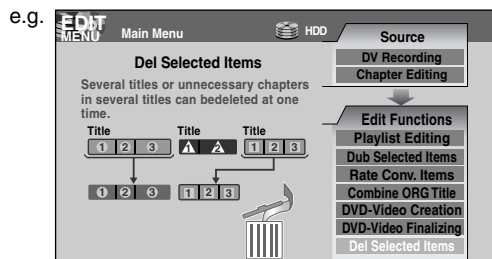 e.g.
EDIT
MENU Main Menu
HDD
Del Selected Items
Several titles or unnecessary chapters
in several titles can bedeleted at one
time.
Title Title Title
1 2 3 1 2 1 2 3
1 2 3 1 2 3
Source
DV Recording
Chapter Editing
Edit Functions
Playlist Editing
Dub Selected Items
Rate Conv. Items
Combine ORG Title
DVD-Video Creation
DVD-Video Finalizing
Del Selected Items